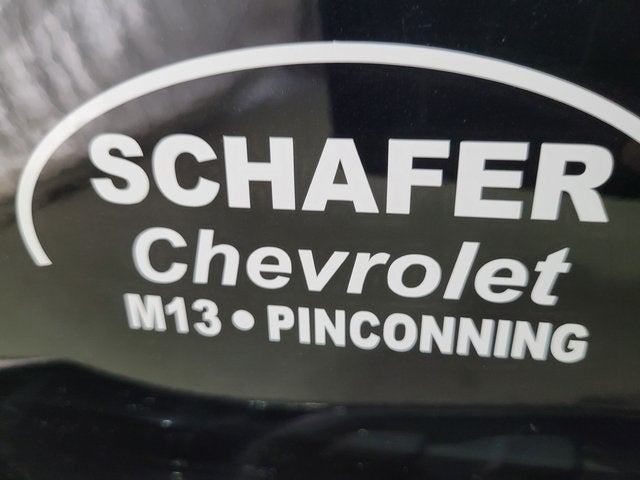 SCHAFER
Chevrolet
M13 • PINCONNING